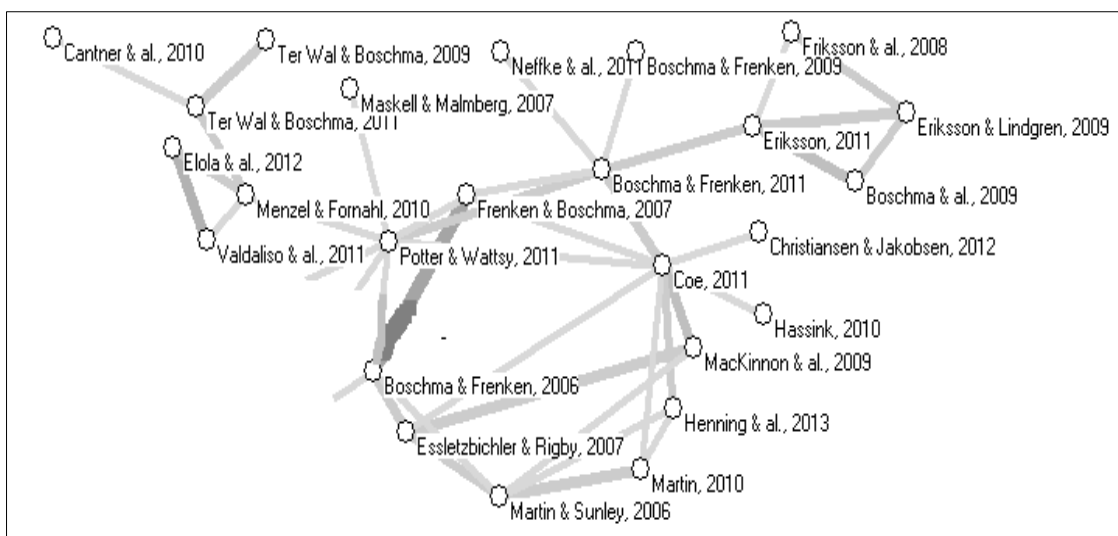 Friksson & al., 2008
Cantner & al., 2010
Ter Wal & Boschma, 2009
Neffke & al., 2011
Boschma & Frenken, 2009
Maskell & Malmberg, 2007
Ter Wal & Boschma, 2011
Eriksson, 2011
Eriksson & Lindgren, 2009
Elola & al., 2012
Boschma & Frenken, 2011
Boschma & al., 2009
Menzel & Fornahl, 2010
Frenken & Boschma, 2007
Valdaliso & al., 2011
Potter & Wattsy, 2011
Christiansen & Jakobsen, 2012
Coe, 2011
Hassink, 2010
MacKinnon & al., 2009
Boschma & Frenken, 2006
Henning & al., 2013
Essletzbichler & Rigby, 2007
Martin, 2010
Martin & Sunley, 2006